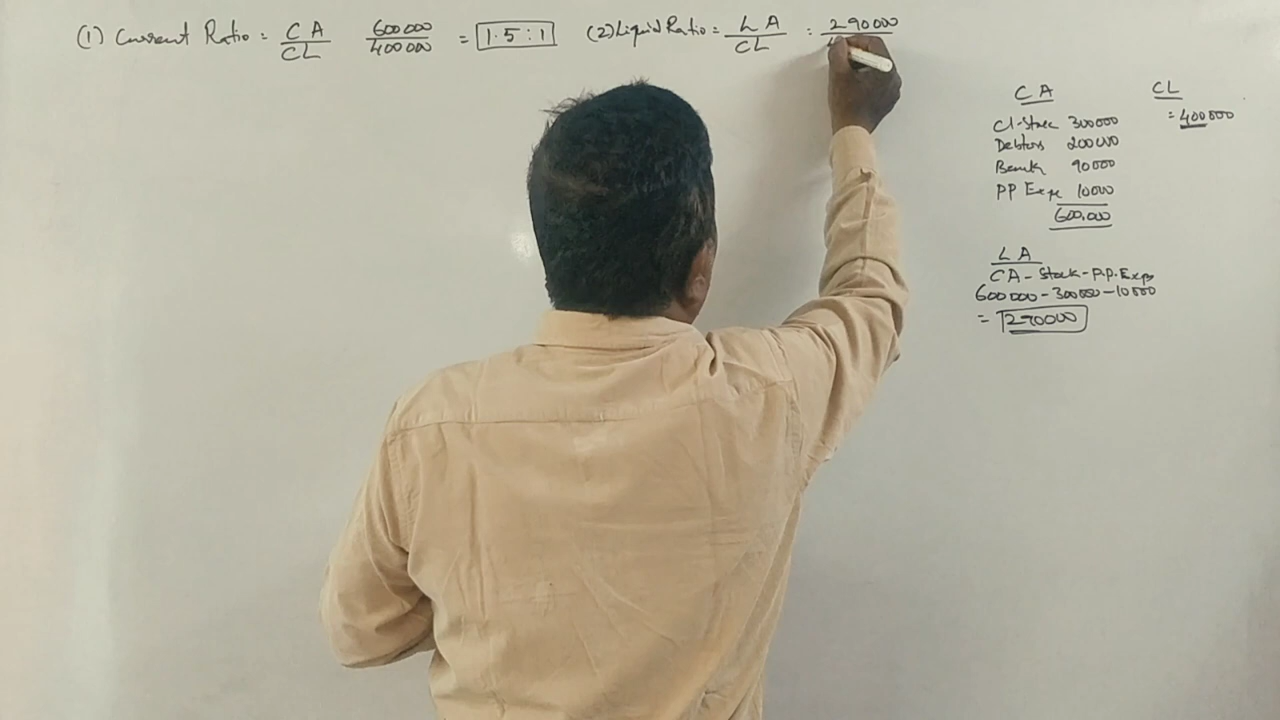 (1) Current Ratio = CA / CL 600000 / 400000 = 1.5:1
(2) Liquid Ratio = LA / CL = 290000
CA
Cl-Stock 300000
Debtors 200000
Bank 90000
PP Exp 10000
600,000
CL
= 400000
LA
CA - Stock - P.P. Exp
600000 - 300000 - 10000
= 290000